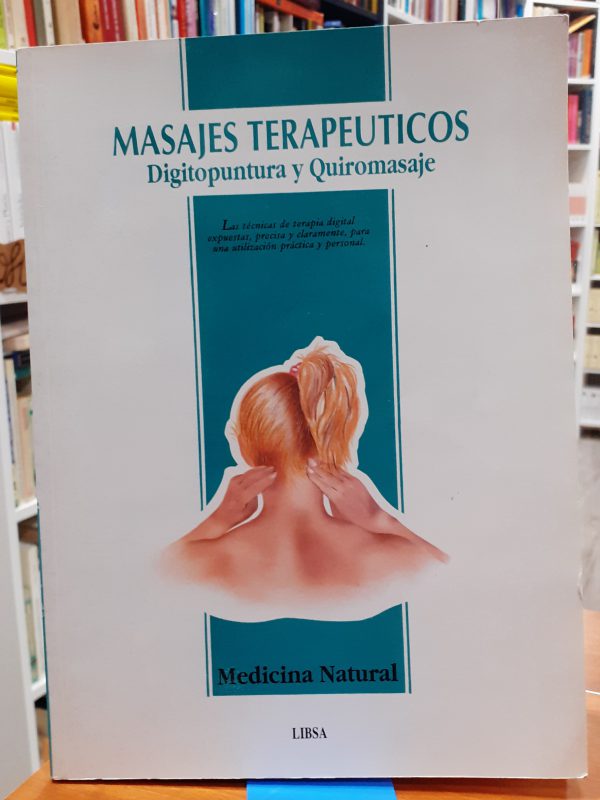 MASAJES TERAPEUTICOS
Digitopuntura y Quiromasaje
Las técnicas de terapia digital
expuestas, precisa y claramente, para
una utilización práctica y personal.
Medicina Natural
LIBSA